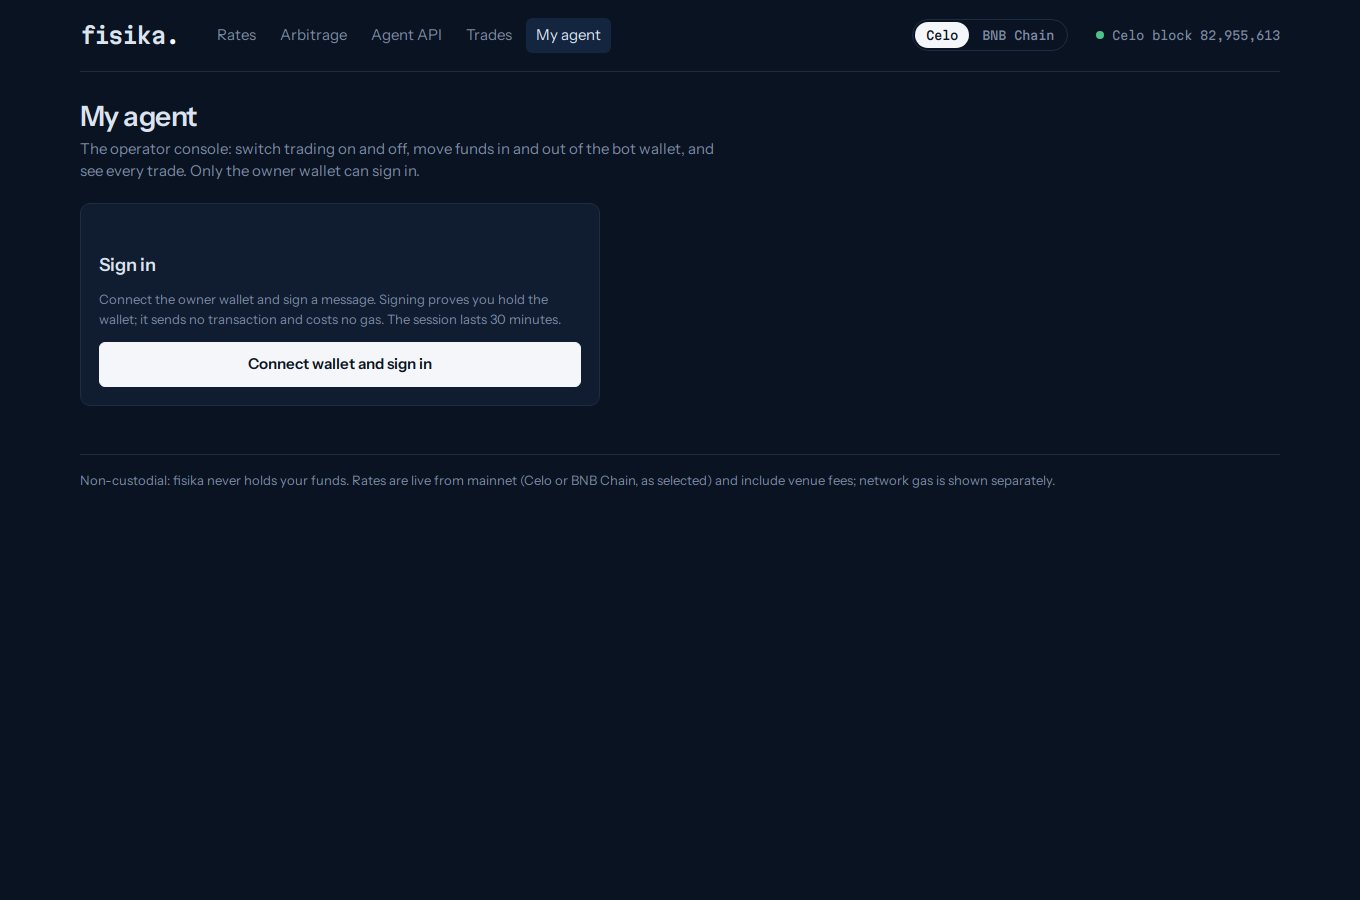 fisika.
Rates
Arbitrage
Agent API
Trades
My agent
Celo
BNB Chain
Celo block 82,955,613
My agent
The operator console: switch trading on and off, move funds in and out of the bot wallet, and
see every trade. Only the owner wallet can sign in.
Sign in
Connect the owner wallet and sign a message. Signing proves you hold the
wallet; it sends no transaction and costs no gas. The session lasts 30 minutes.
Connect wallet and sign in
Non-custodial: fisika never holds your funds. Rates are live from mainnet (Celo or BNB Chain, as selected) and include venue fees; network gas is shown separately.